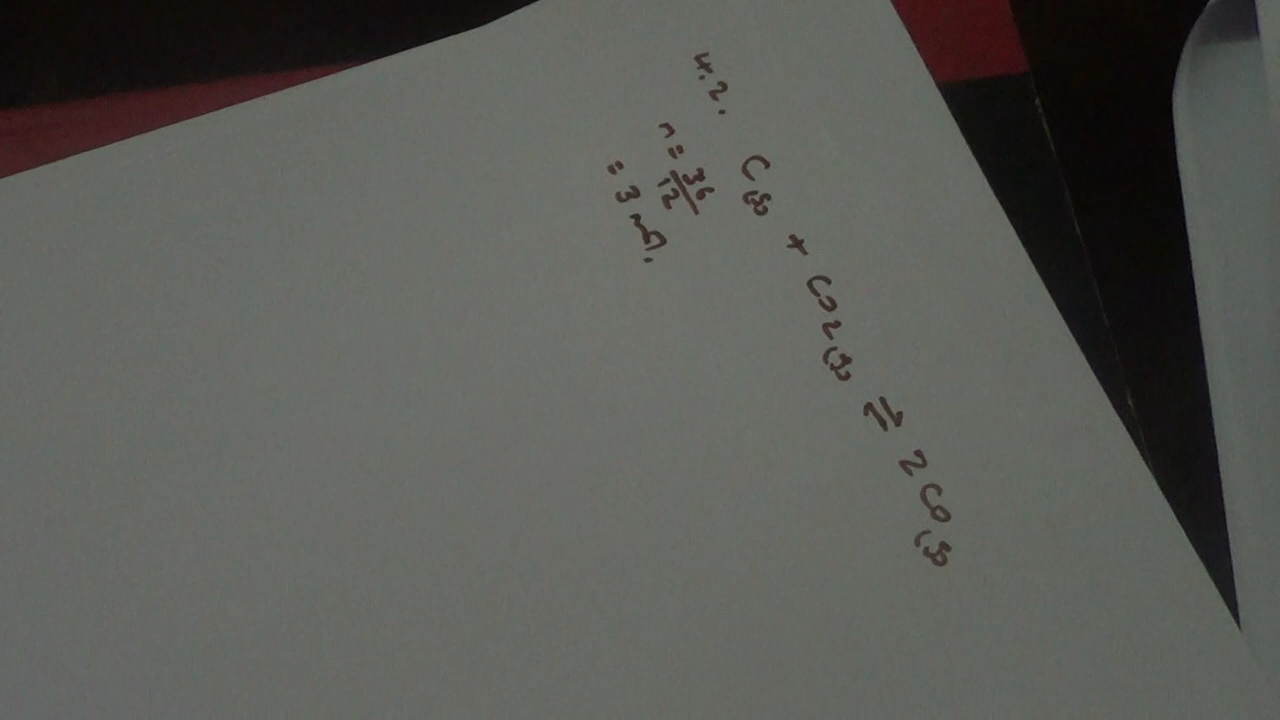 4.2.
C(s) + CO2(g) ⇌ 2CO(g)
n = 36/12
= 3 mol.